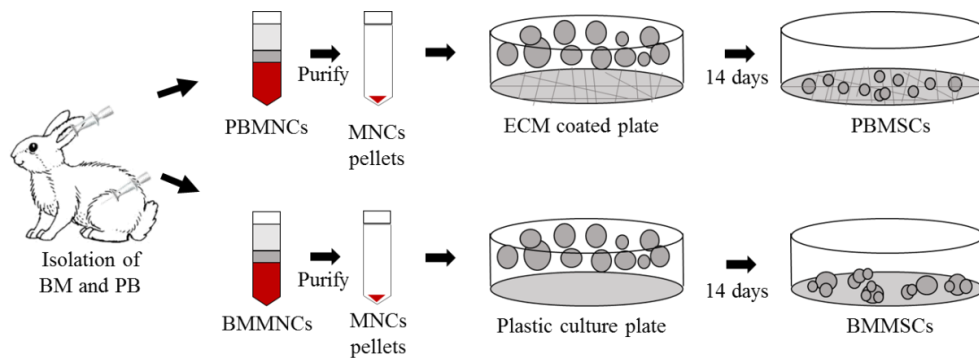 Purify
PBMNCs
MNCs
pellets
ECM coated plate
14 days
PBMSCs
Isolation of
BM and PB
Purify
BMMNCs
MNCs
pellets
Plastic culture plate
14 days
BMMSCs